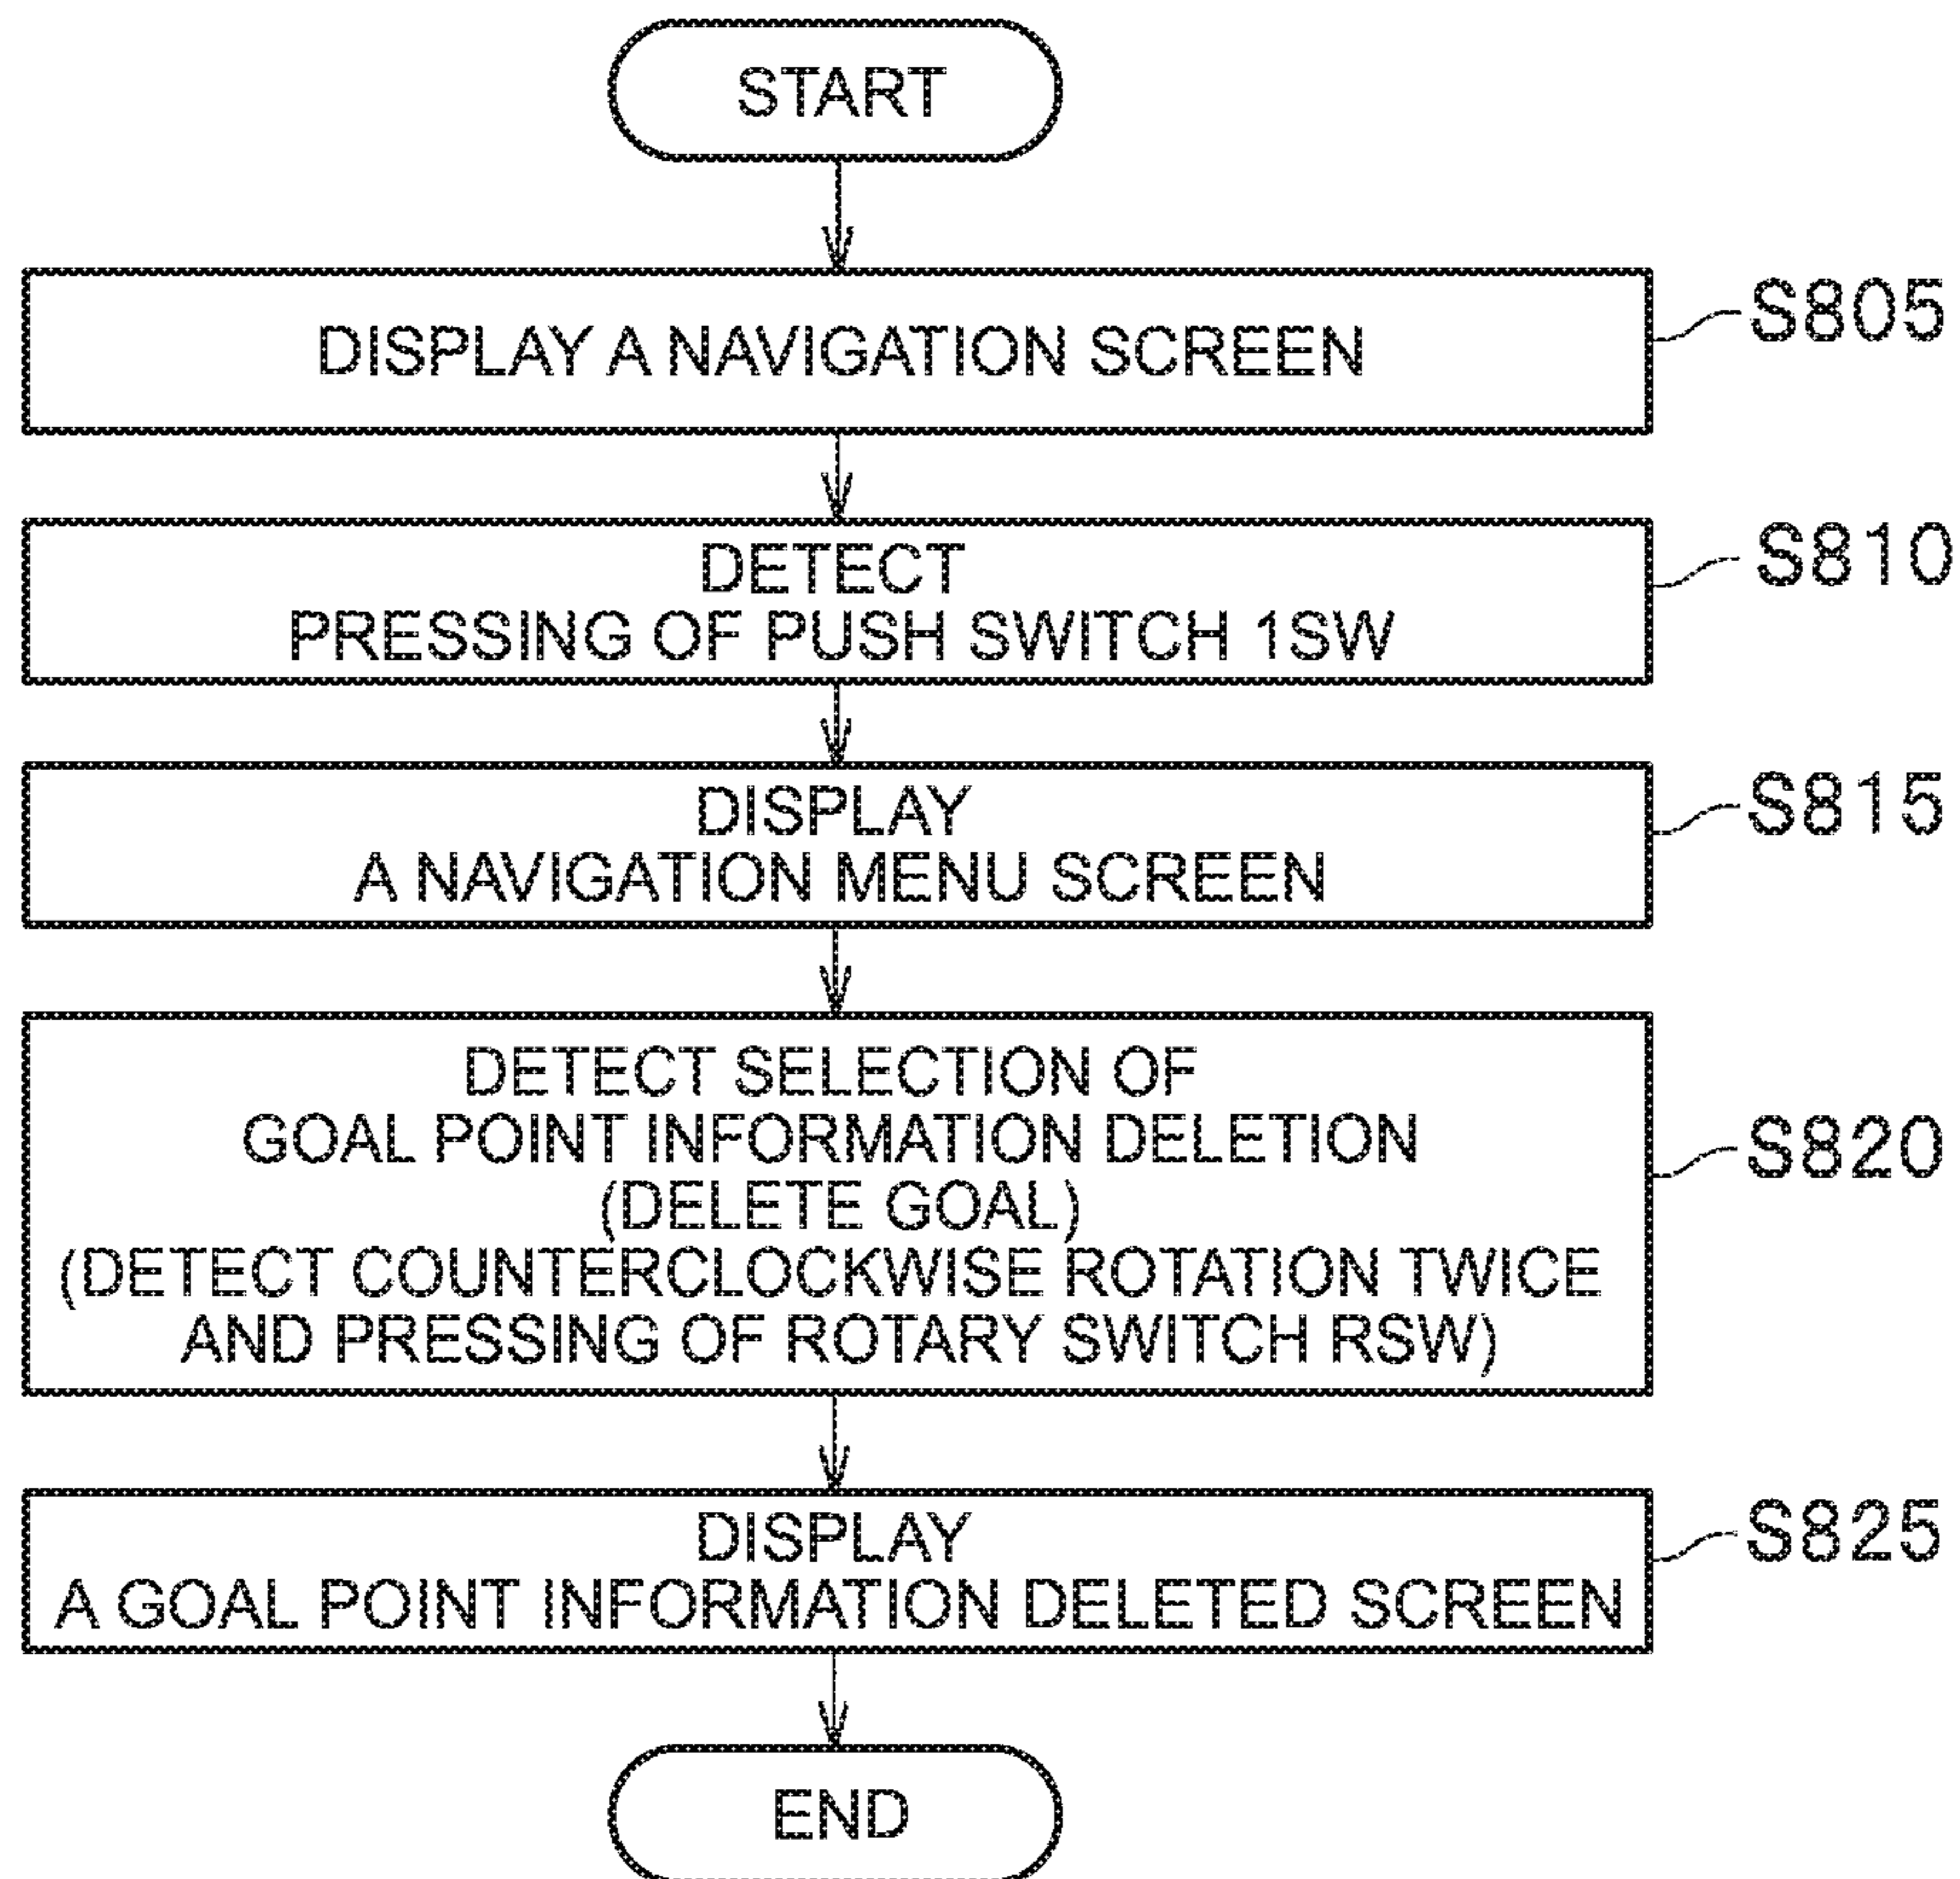 START
DISPLAY A NAVIGATION SCREEN
S805
DETECT
PRESSING OF PUSH SWITCH 1SW
S810
DISPLAY
A NAVIGATION MENU SCREEN
S815
DETECT SELECTION OF
GOAL POINT INFORMATION DELETION
(DELETE GOAL)
(DETECT COUNTERCLOCKWISE ROTATION TWICE
AND PRESSING OF ROTARY SWITCH RSW)
S820
DISPLAY
A GOAL POINT INFORMATION DELETED SCREEN
S825
END